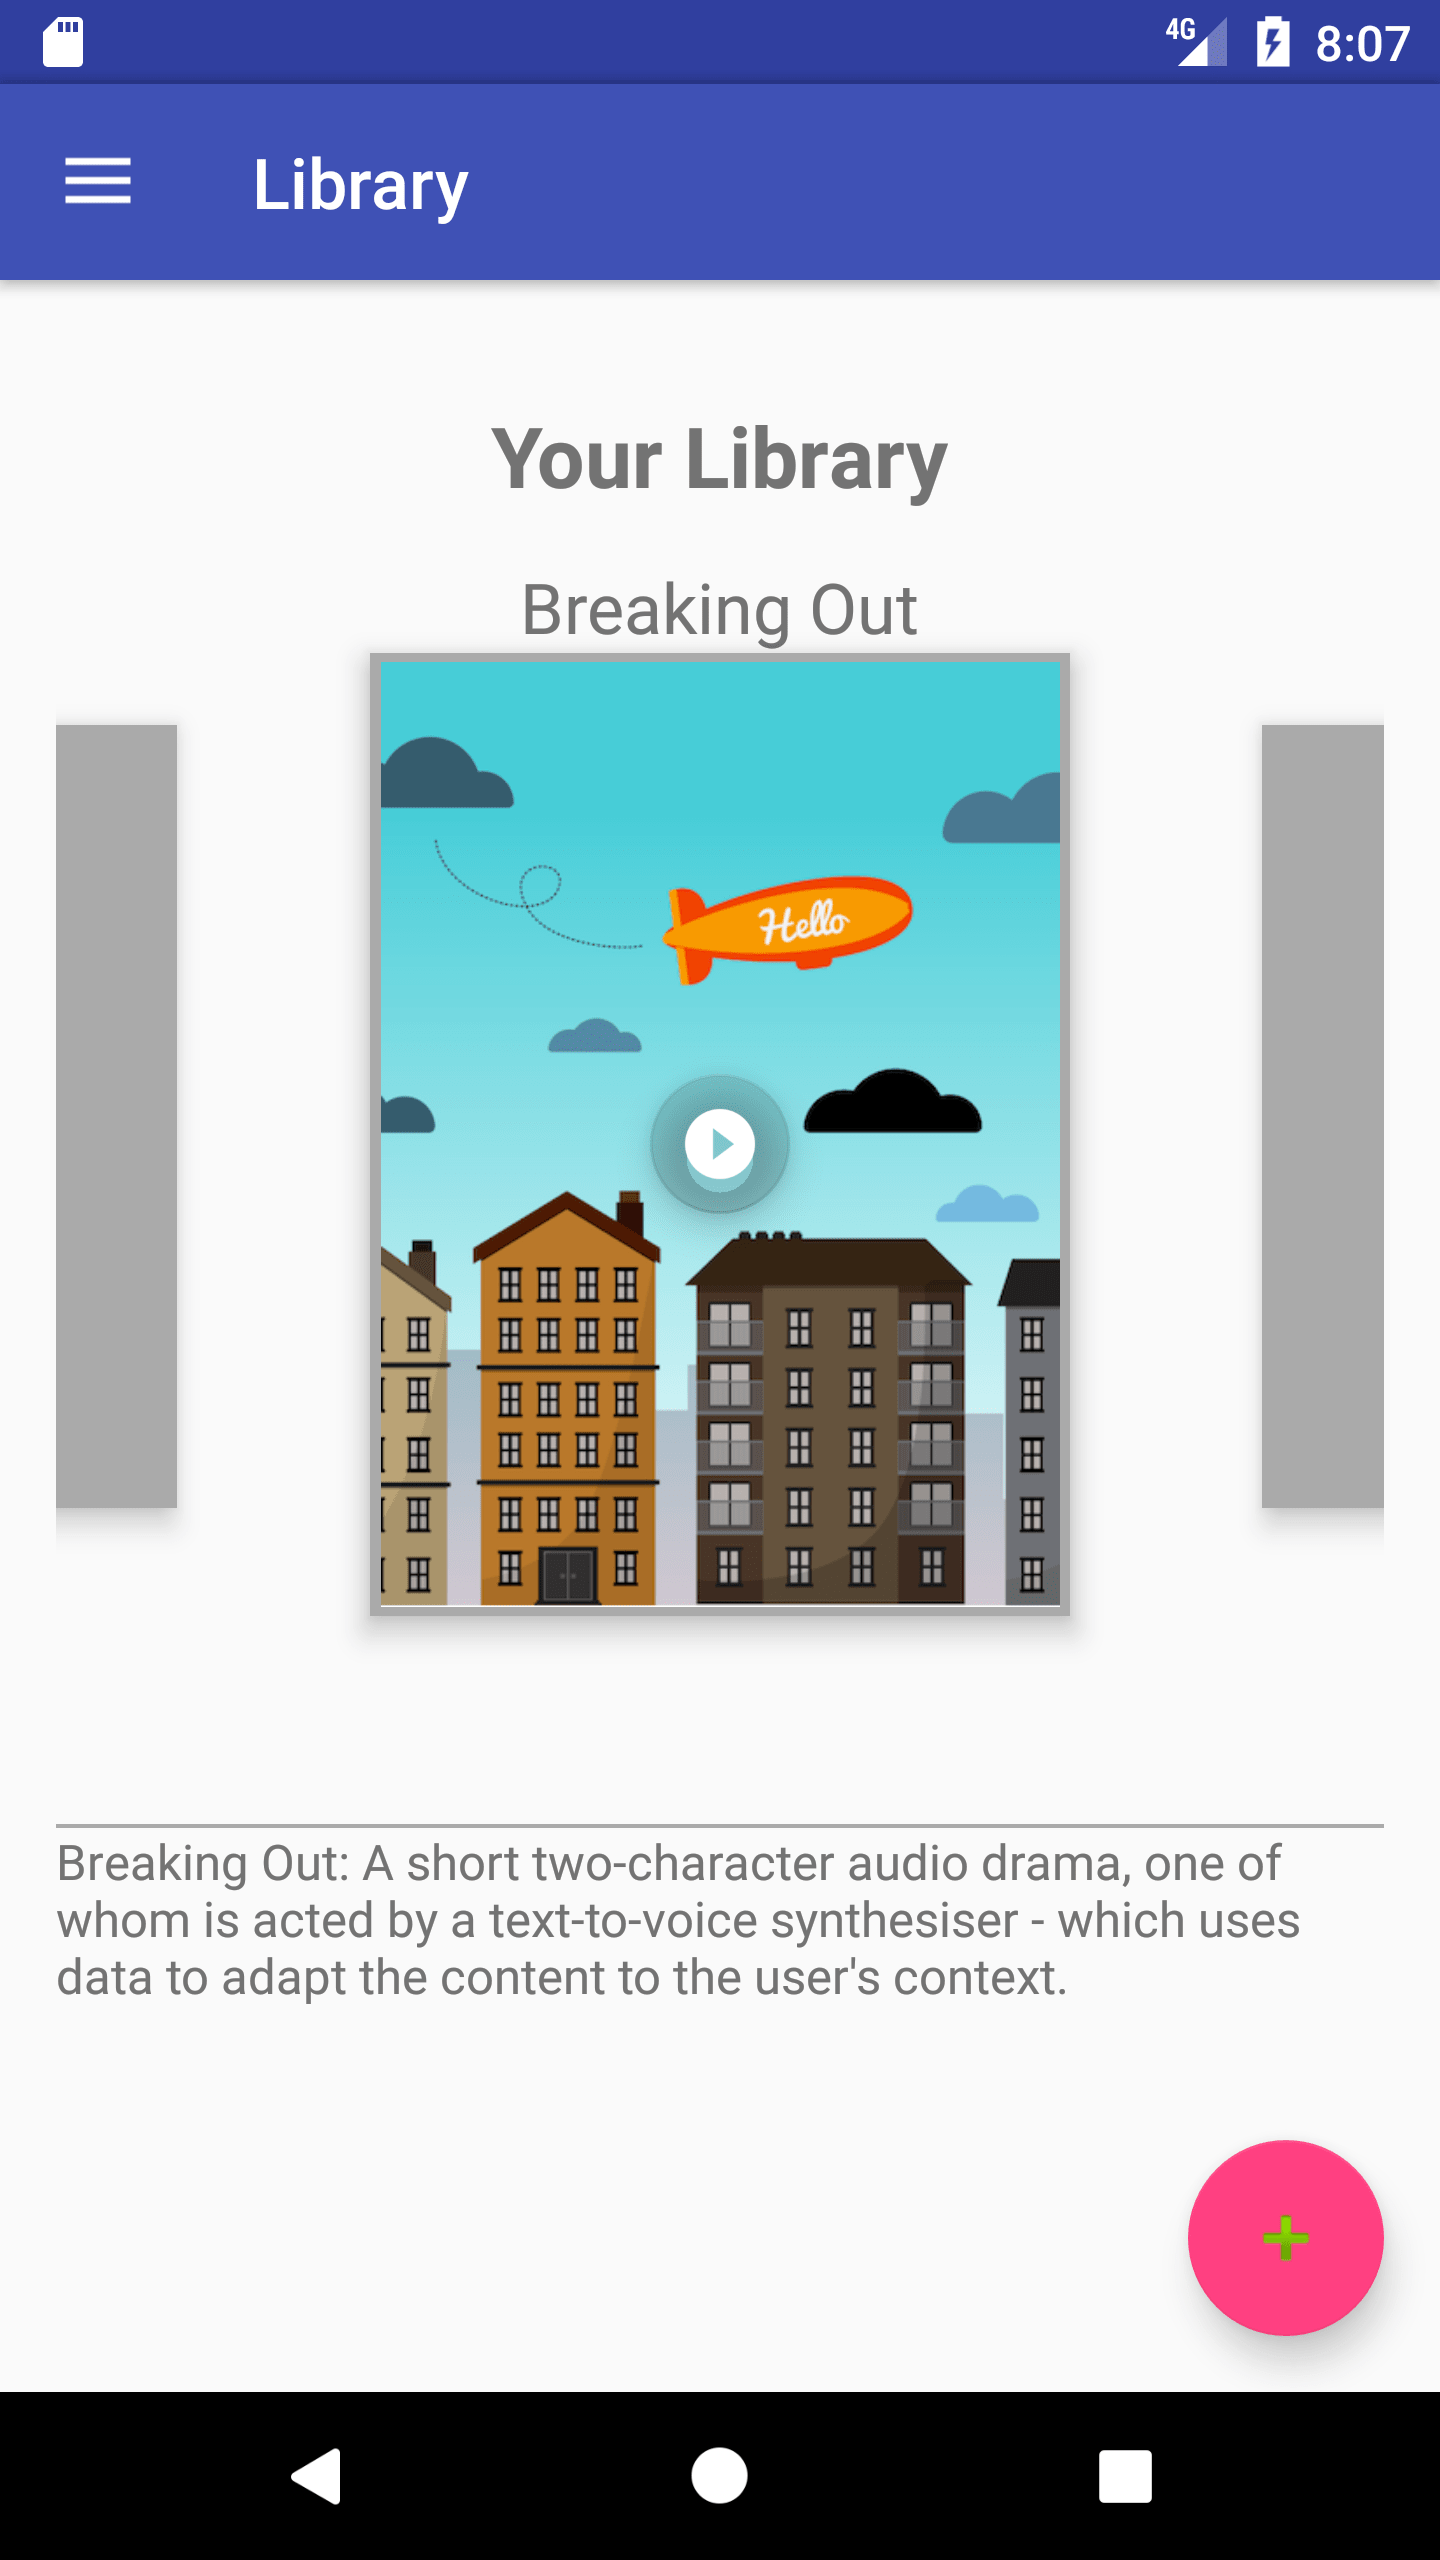 4G 8:07
Library
Your Library
Breaking Out
Hello
Breaking Out: A short two-character audio drama, one of
whom is acted by a text-to-voice synthesiser - which uses
data to adapt the content to the user's context.